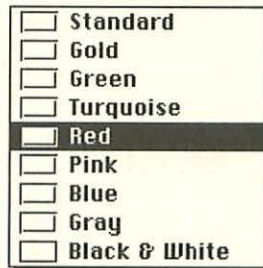 Standard
Gold
Green
Turquoise
Red
Pink
Blue
Gray
Black & White